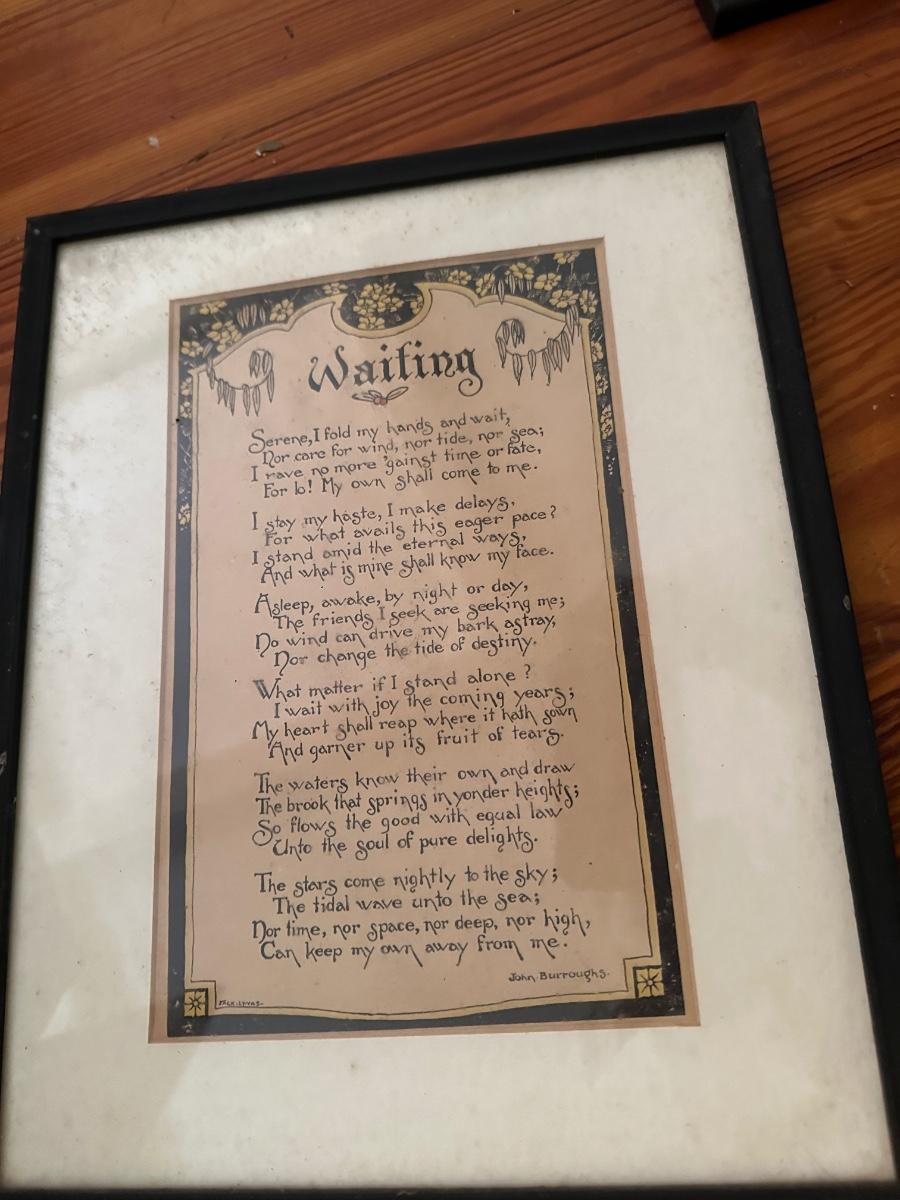 Waiting
Serene, I fold my hands and wait,
Nor care for wind, nor tide, nor sea;
I rave no more 'gainst time or fate,
For lo! My own shall come to me.
I stay my haste, I make delays,
For what avails this eager pace?
I stand amid the eternal ways,
And what is mine shall know my face.
Asleep, awake, by night or day,
The friends I seek are seeking me;
No wind can drive my bark astray,
Nor change the tide of destiny.
What matter if I stand alone?
I wait with joy the coming years;
My heart shall reap where it hath sown
And garner up its fruit of tears.
The waters know their own and draw
The brook that springs in yonder heights;
So flows the good with equal law
Unto the soul of pure delights.
The stars come nightly to the sky;
The tidal wave unto the sea;
Nor time, nor space, nor deep, nor high,
Can keep my own away from me.
John Burroughs.